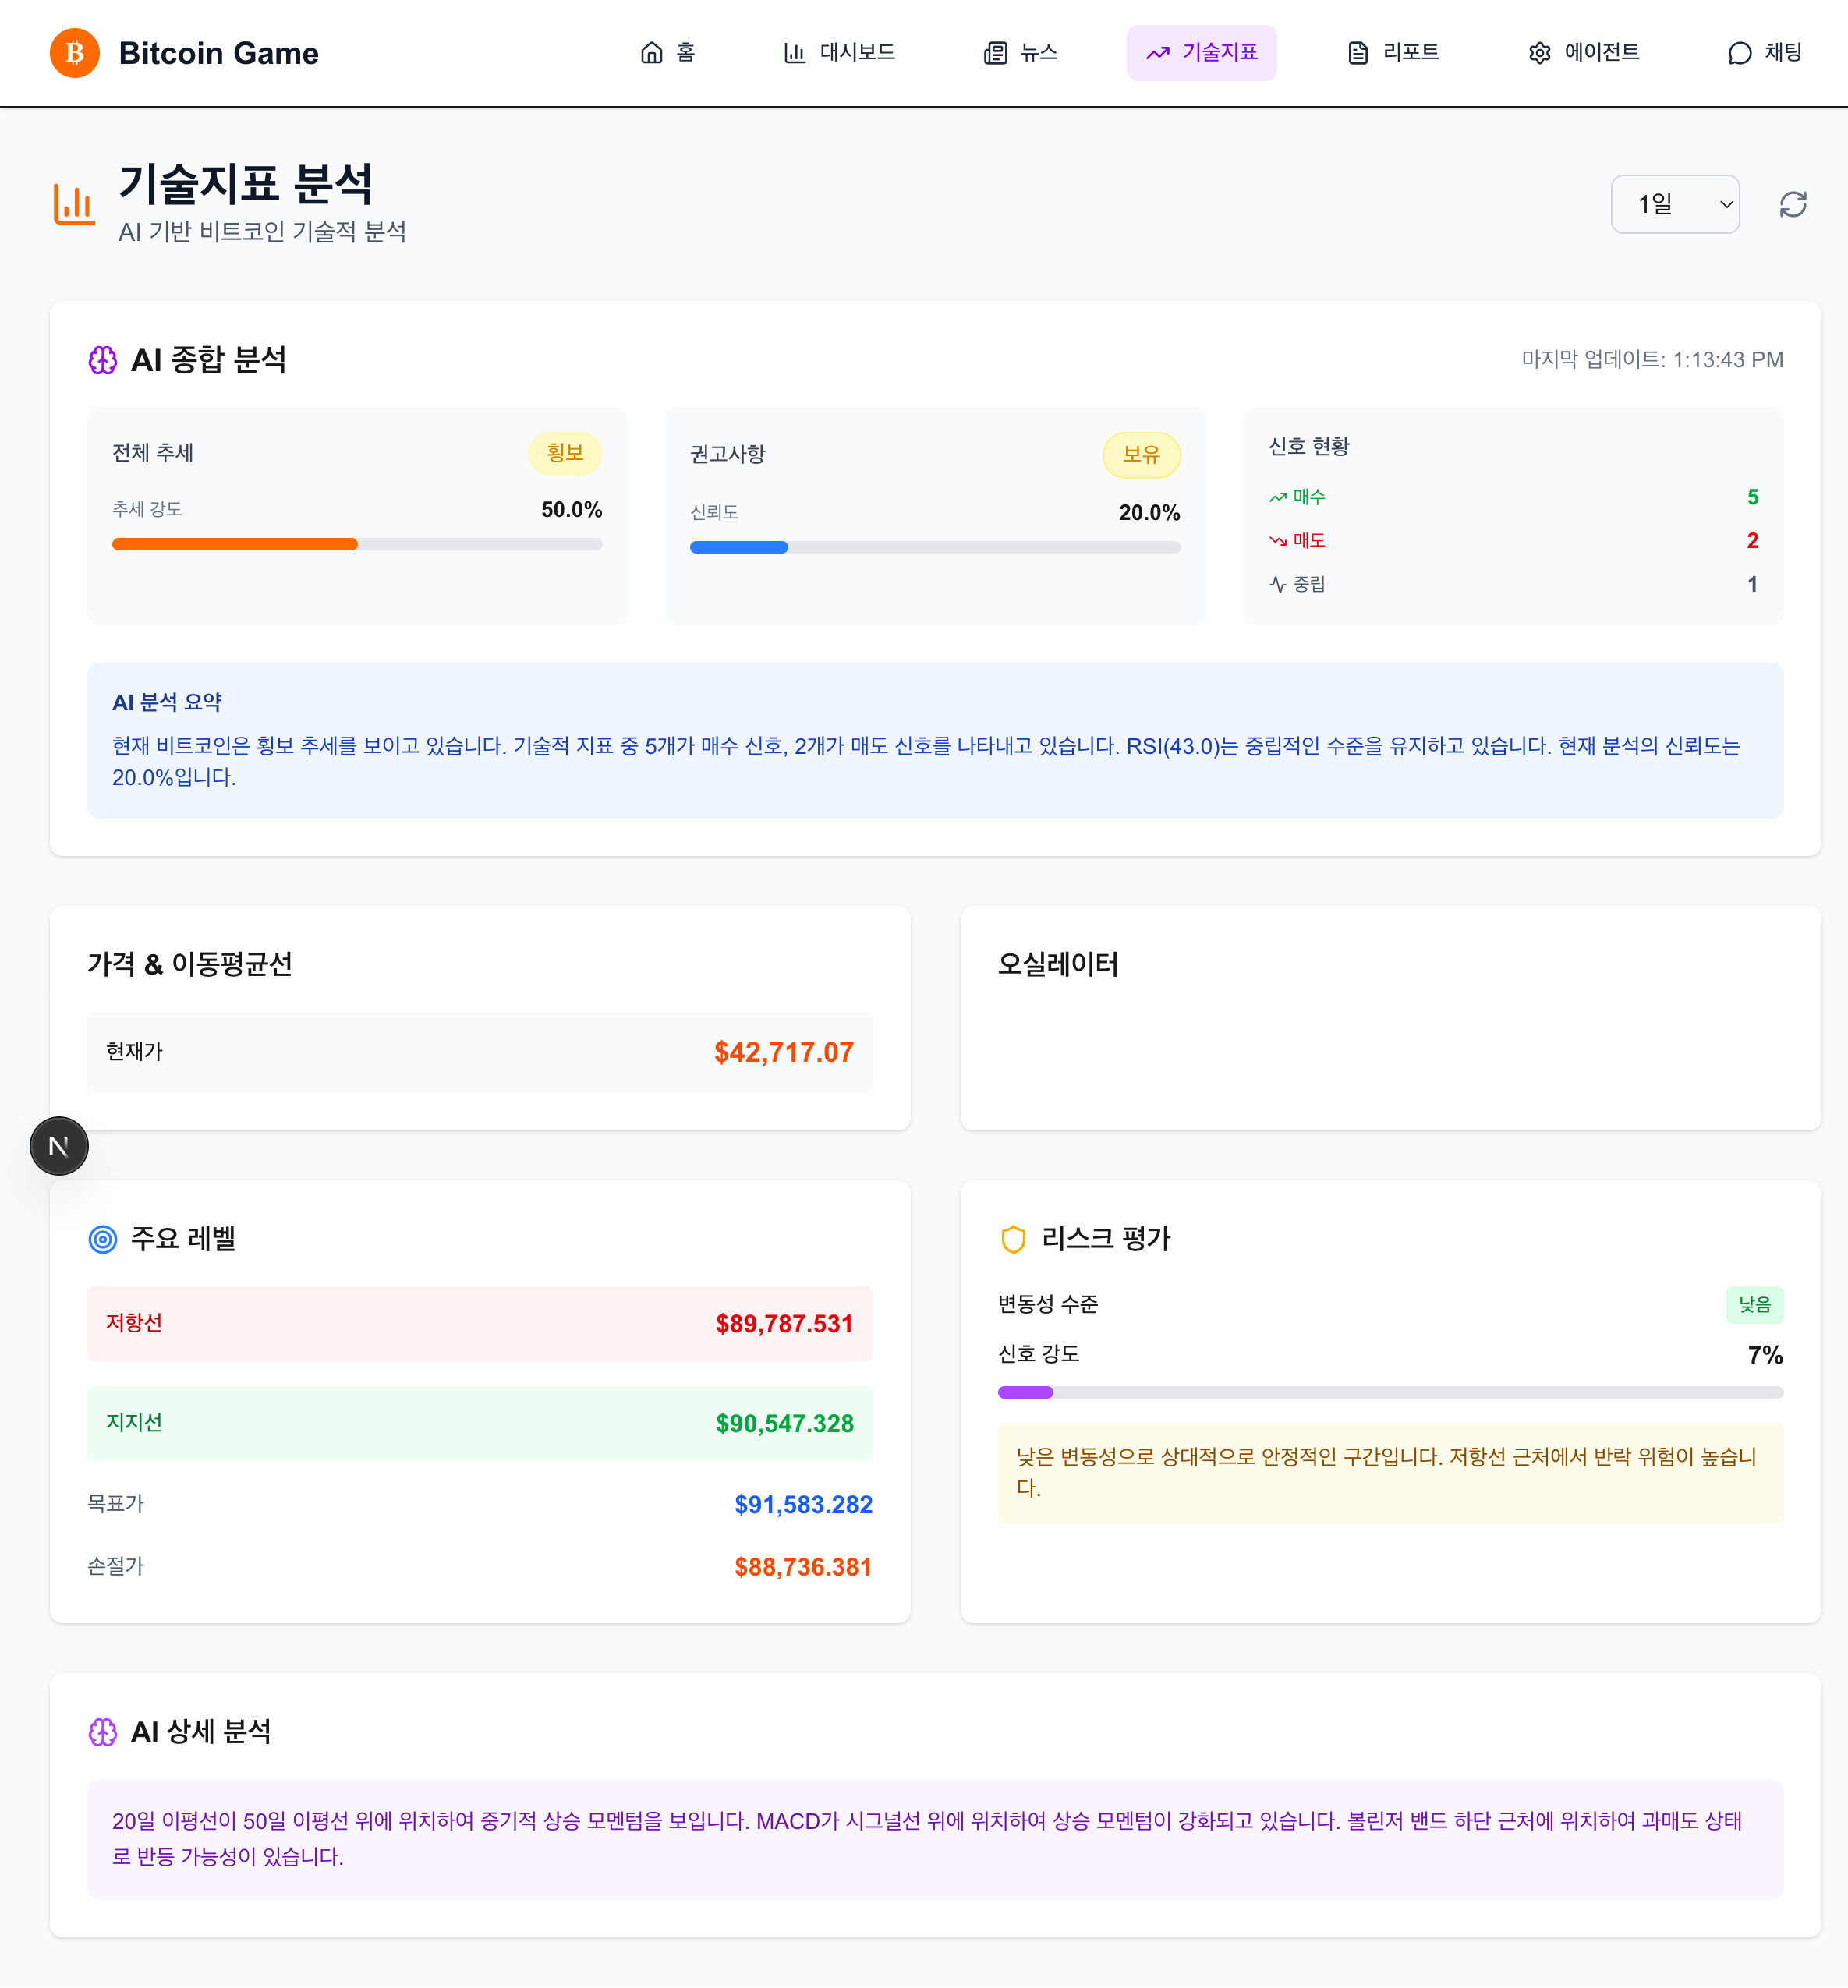 Bitcoin Game
홈
대시보드
뉴스
기술지표
리포트
에이전트
채팅
기술지표 분석
AI 기반 비트코인 기술적 분석
1일
AI 종합 분석
마지막 업데이트: 1:13:43 PM
전체 추세
횡보
추세 강도
50.0%
권고사항
보유
신뢰도
20.0%
신호 현황
매수
5
매도
2
중립
1
AI 분석 요약
현재 비트코인은 횡보 추세를 보이고 있습니다. 기술적 지표 중 5개가 매수 신호, 2개가 매도 신호를 나타내고 있습니다. RSI(43.0)는 중립적인 수준을 유지하고 있습니다. 현재 분석의 신뢰도는
20.0%입니다.
가격 & 이동평균선
현재가
$42,717.07
오실레이터
N
주요 레벨
저항선
$89,787.531
지지선
$90,547.328
목표가
$91,583.282
손절가
$88,736.381
리스크 평가
변동성 수준
낮음
신호 강도
7%
낮은 변동성으로 상대적으로 안정적인 구간입니다. 저항선 근처에서 반락 위험이 높습니
다.
AI 상세 분석
20일 이평선이 50일 이평선 위에 위치하여 중기적 상승 모멘텀을 보입니다. MACD가 시그널선 위에 위치하여 상승 모멘텀이 강화되고 있습니다. 볼린저 밴드 하단 근처에 위치하여 과매도 상태
로 반등 가능성이 있습니다.